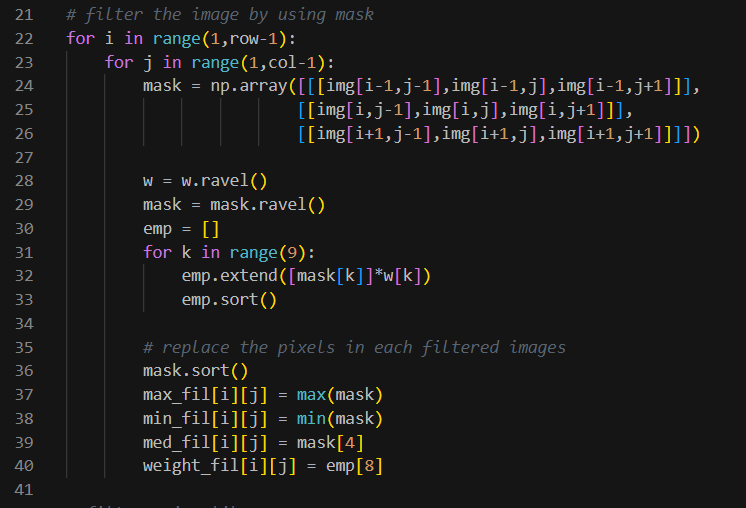 21 # filter the image by using mask
22 for i in range(1,row-1):
23     for j in range(1,col-1):
24         mask = np.array([[[img[i-1,j-1],img[i-1,j],img[i-1,j+1]]],
25                         [[img[i,j-1],img[i,j],img[i,j+1]]],
26                         [[img[i+1,j-1],img[i+1,j],img[i+1,j+1]]]])
27
28         w = w.ravel()
29         mask = mask.ravel()
30         emp = []
31         for k in range(9):
32             emp.extend([mask[k]]*w[k])
33             emp.sort()
34
35         # replace the pixels in each filtered images
36         mask.sort()
37         max_fil[i][j] = max(mask)
38         min_fil[i][j] = min(mask)
39         med_fil[i][j] = mask[4]
40         weight_fil[i][j] = emp[8]
41